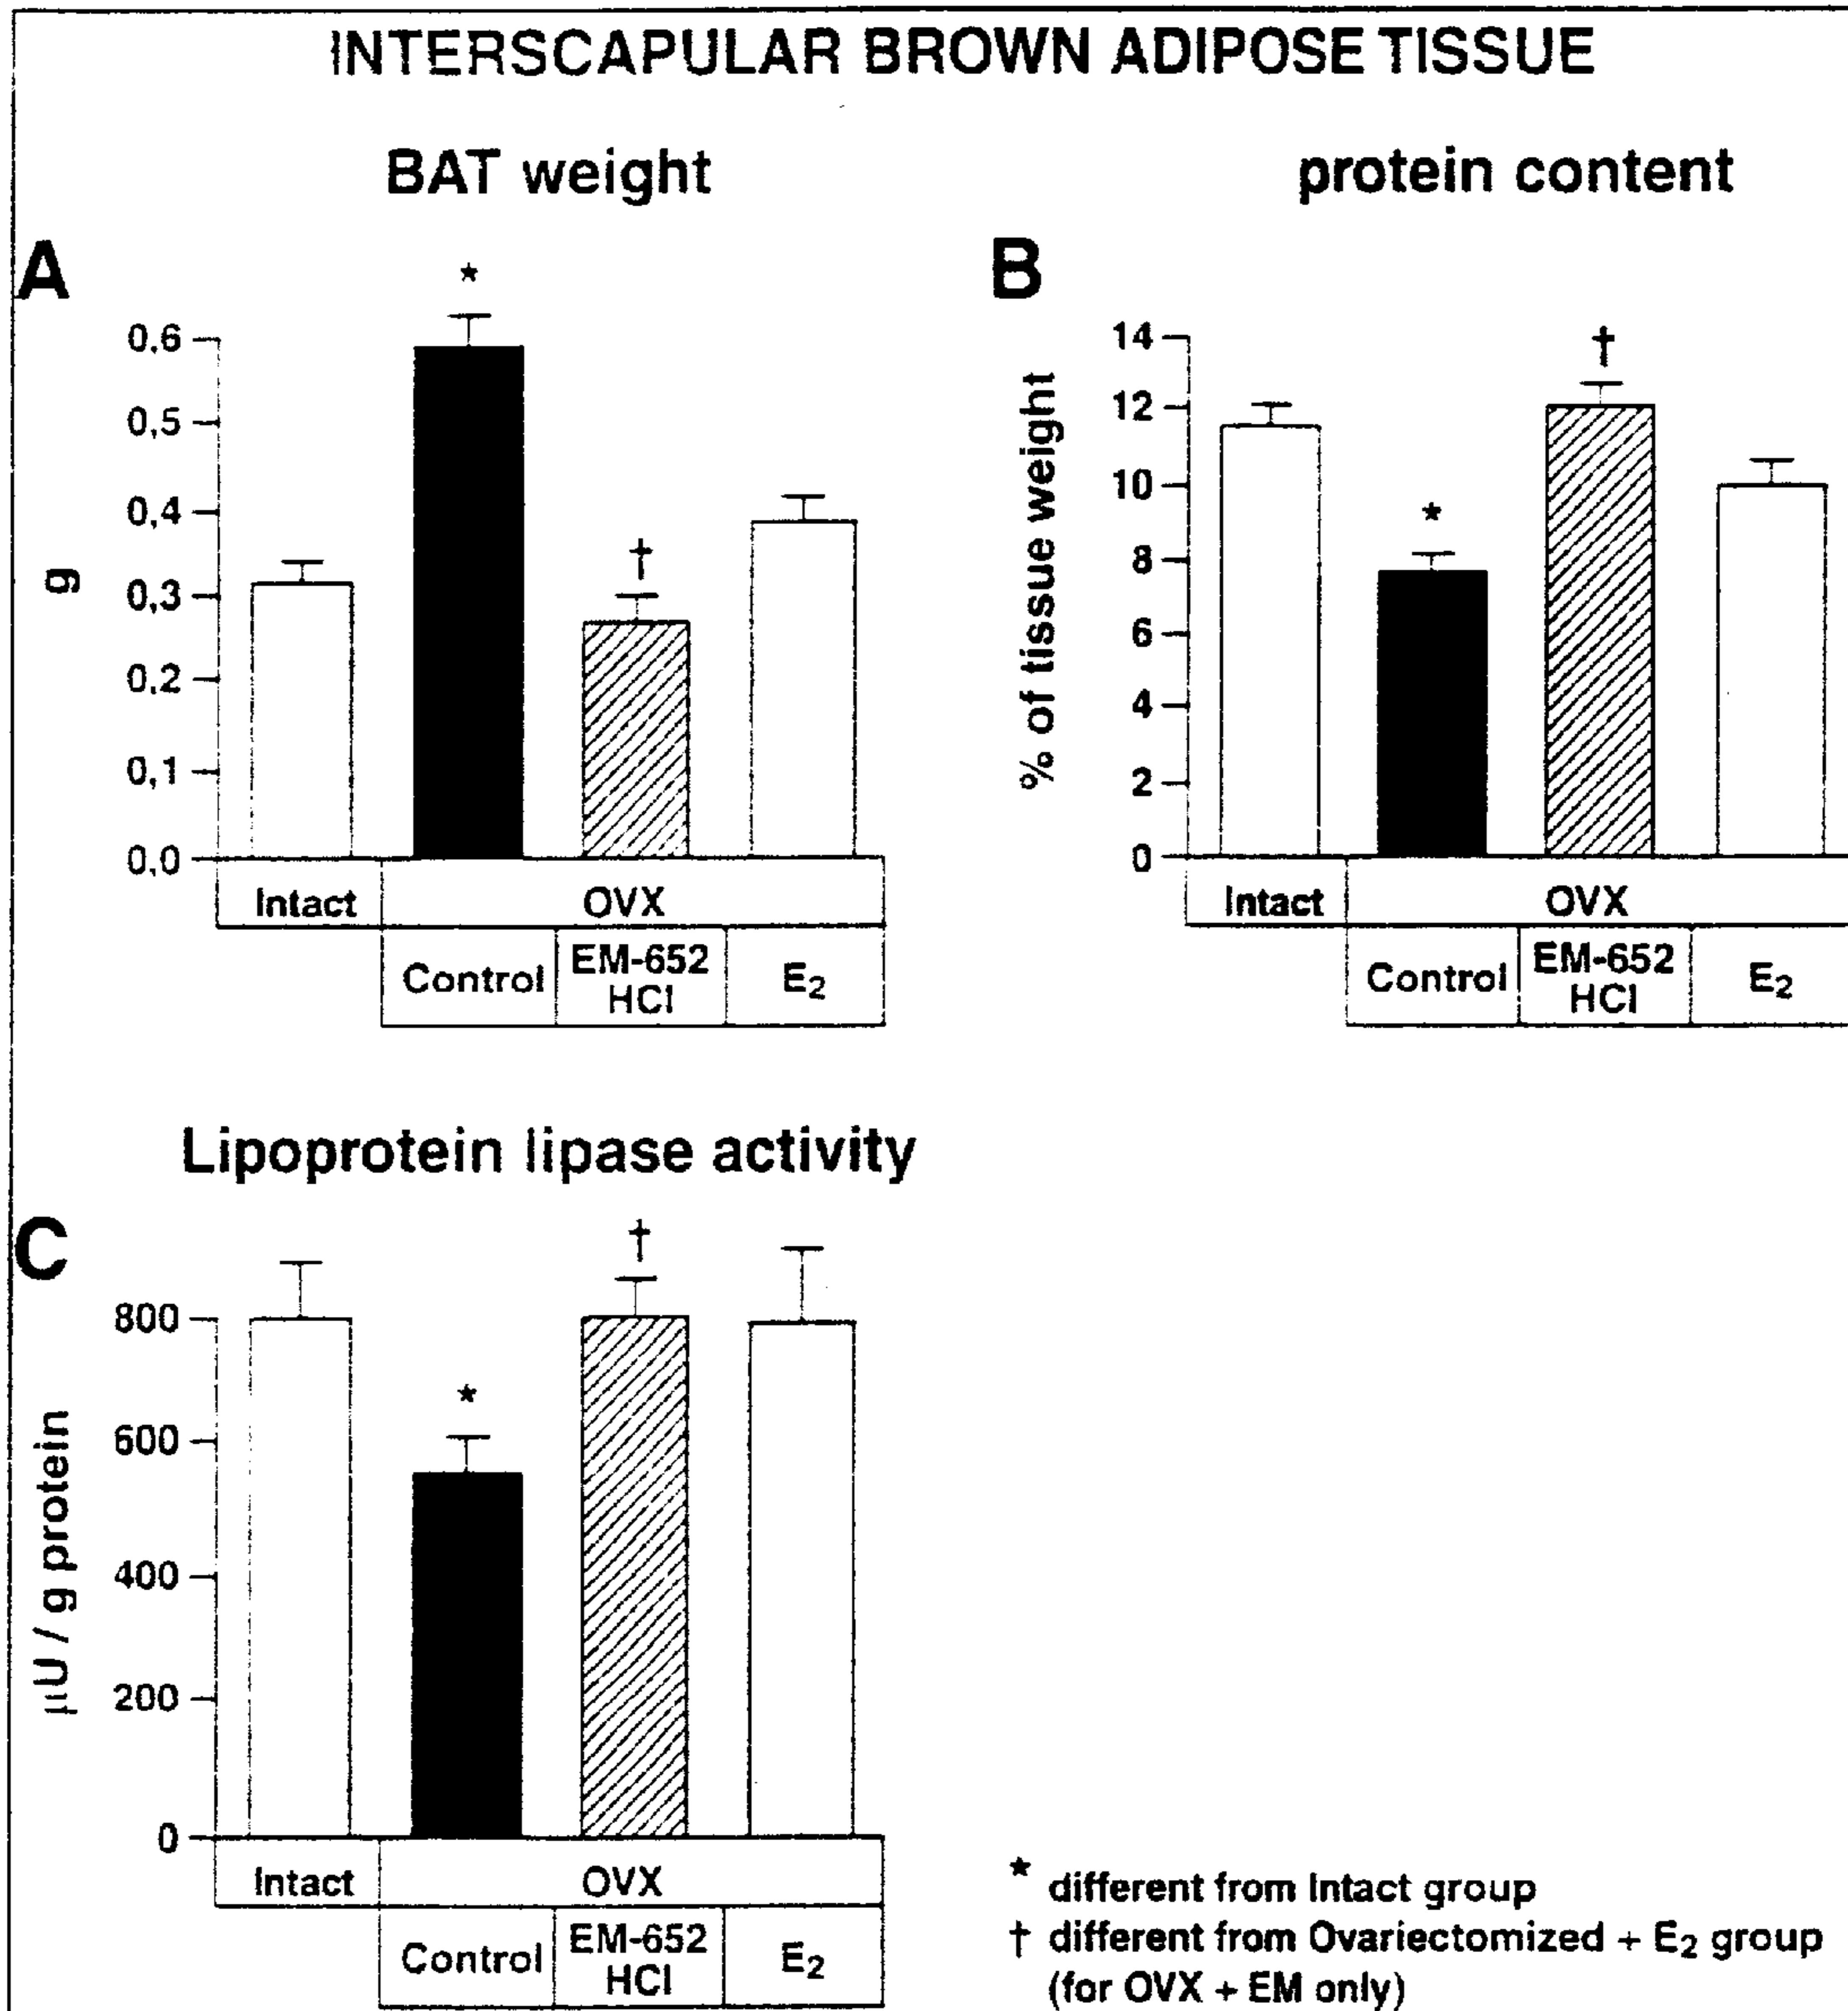 INTERSCAPULAR BROWN ADIPOSE TISSUE
BAT weight
A
*
†
0,6
0,5
0,4
0,3
0,2
0,1
0,0
g
Intact
OVX
Control
EM-652
HCl
E₂
protein content
B
*
†
14
12
10
8
6
4
2
0
% of tissue weight
Intact
OVX
Control
EM-652
HCl
E₂
Lipoprotein lipase activity
C
*
†
800
600
400
200
0
µU / g protein
Intact
OVX
Control
EM-652
HCl
E₂
* different from Intact group
† different from Ovariectomized + E₂ group
(for OVX + EM only)